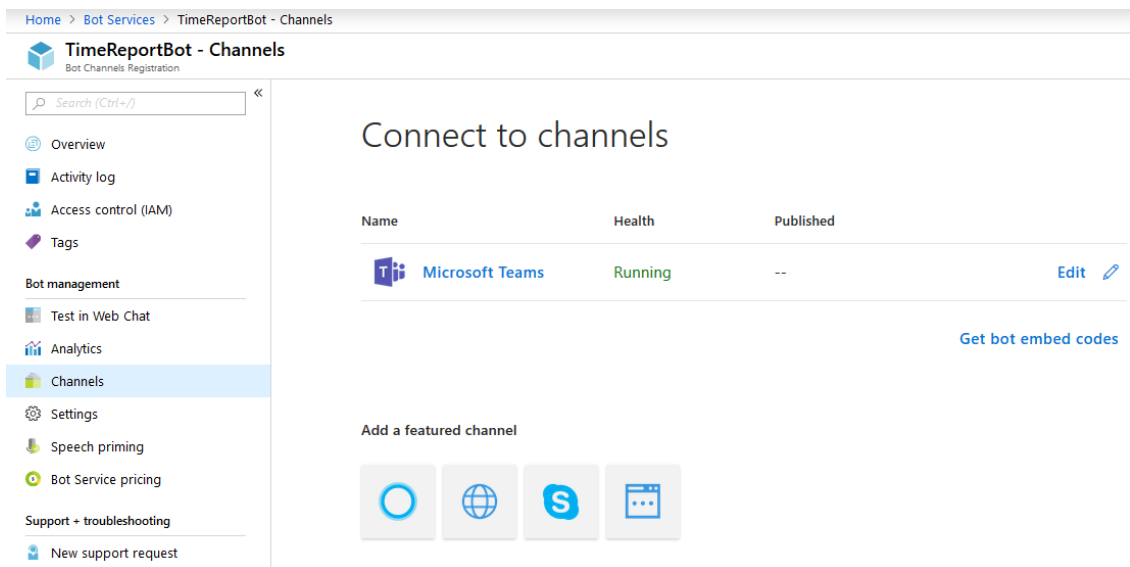 Home > Bot Services > TimeReportBot - Channels
TimeReportBot - Channels
Bot Channels Registration
Search (Ctrl+/)
«
Overview
Activity log
Access control (IAM)
Tags
Bot management
Test in Web Chat
Analytics
Channels
Settings
Speech priming
Bot Service pricing
Support + troubleshooting
New support request
Connect to channels
Name Health Published
Microsoft Teams Running -- Edit
Get bot embed codes
Add a featured channel